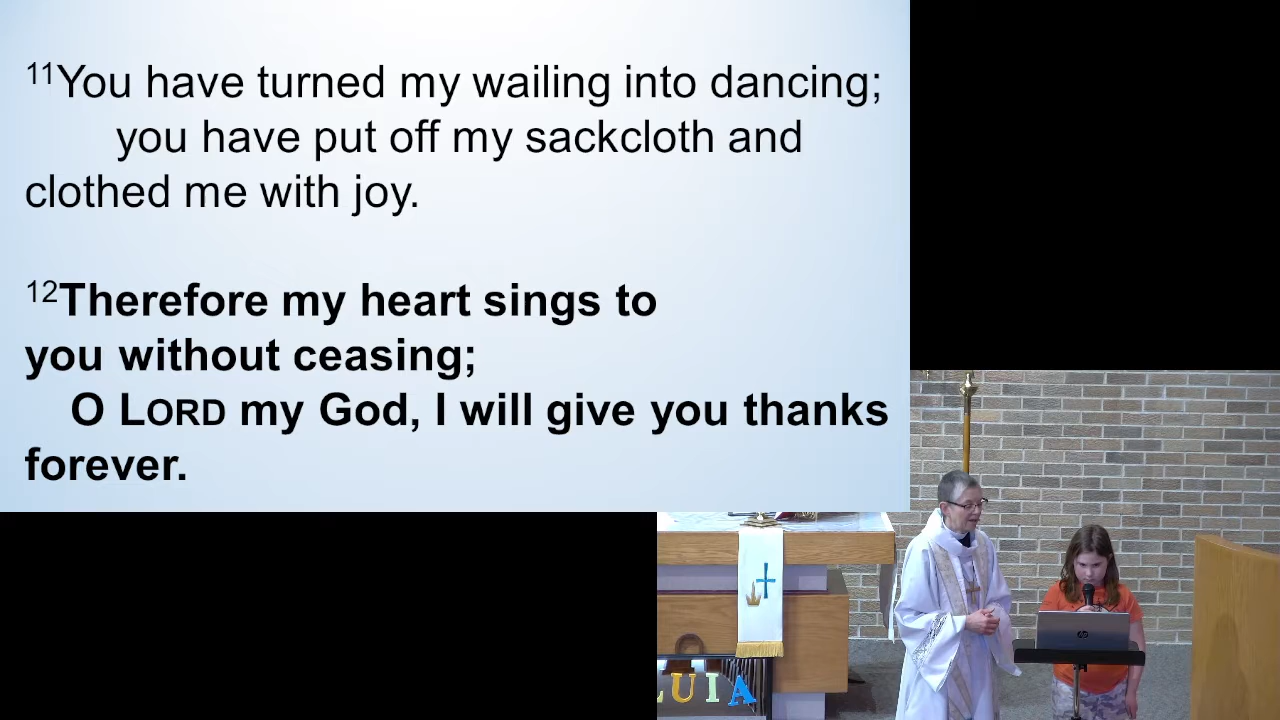 11You have turned my wailing into dancing;
you have put off my sackcloth and
clothed me with joy.
12Therefore my heart sings to
you without ceasing;
O LORD my God, I will give you thanks
forever.
LUIA
hp